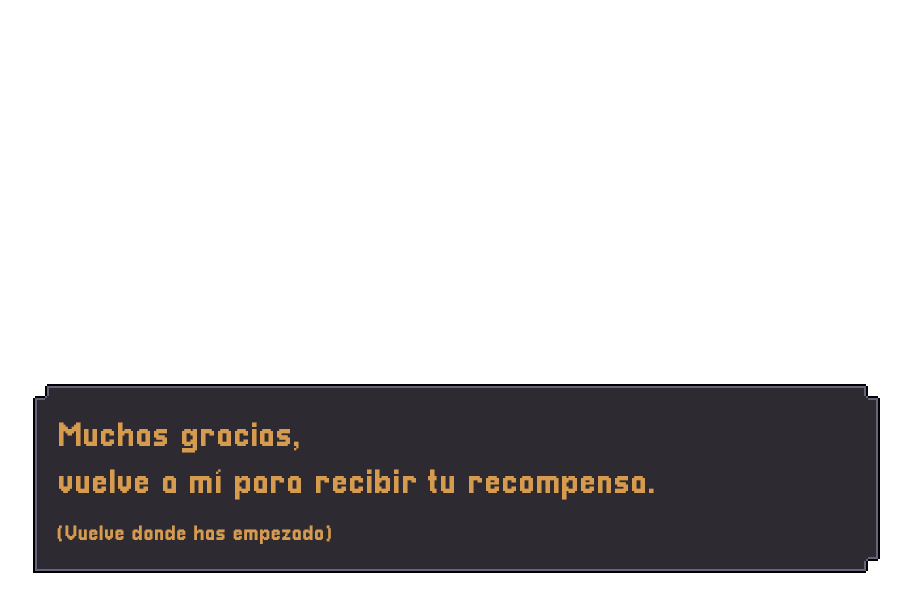 Muchas gracias,
vuelve a mí para recibir tu recompensa.
(Vuelve donde has empezado)